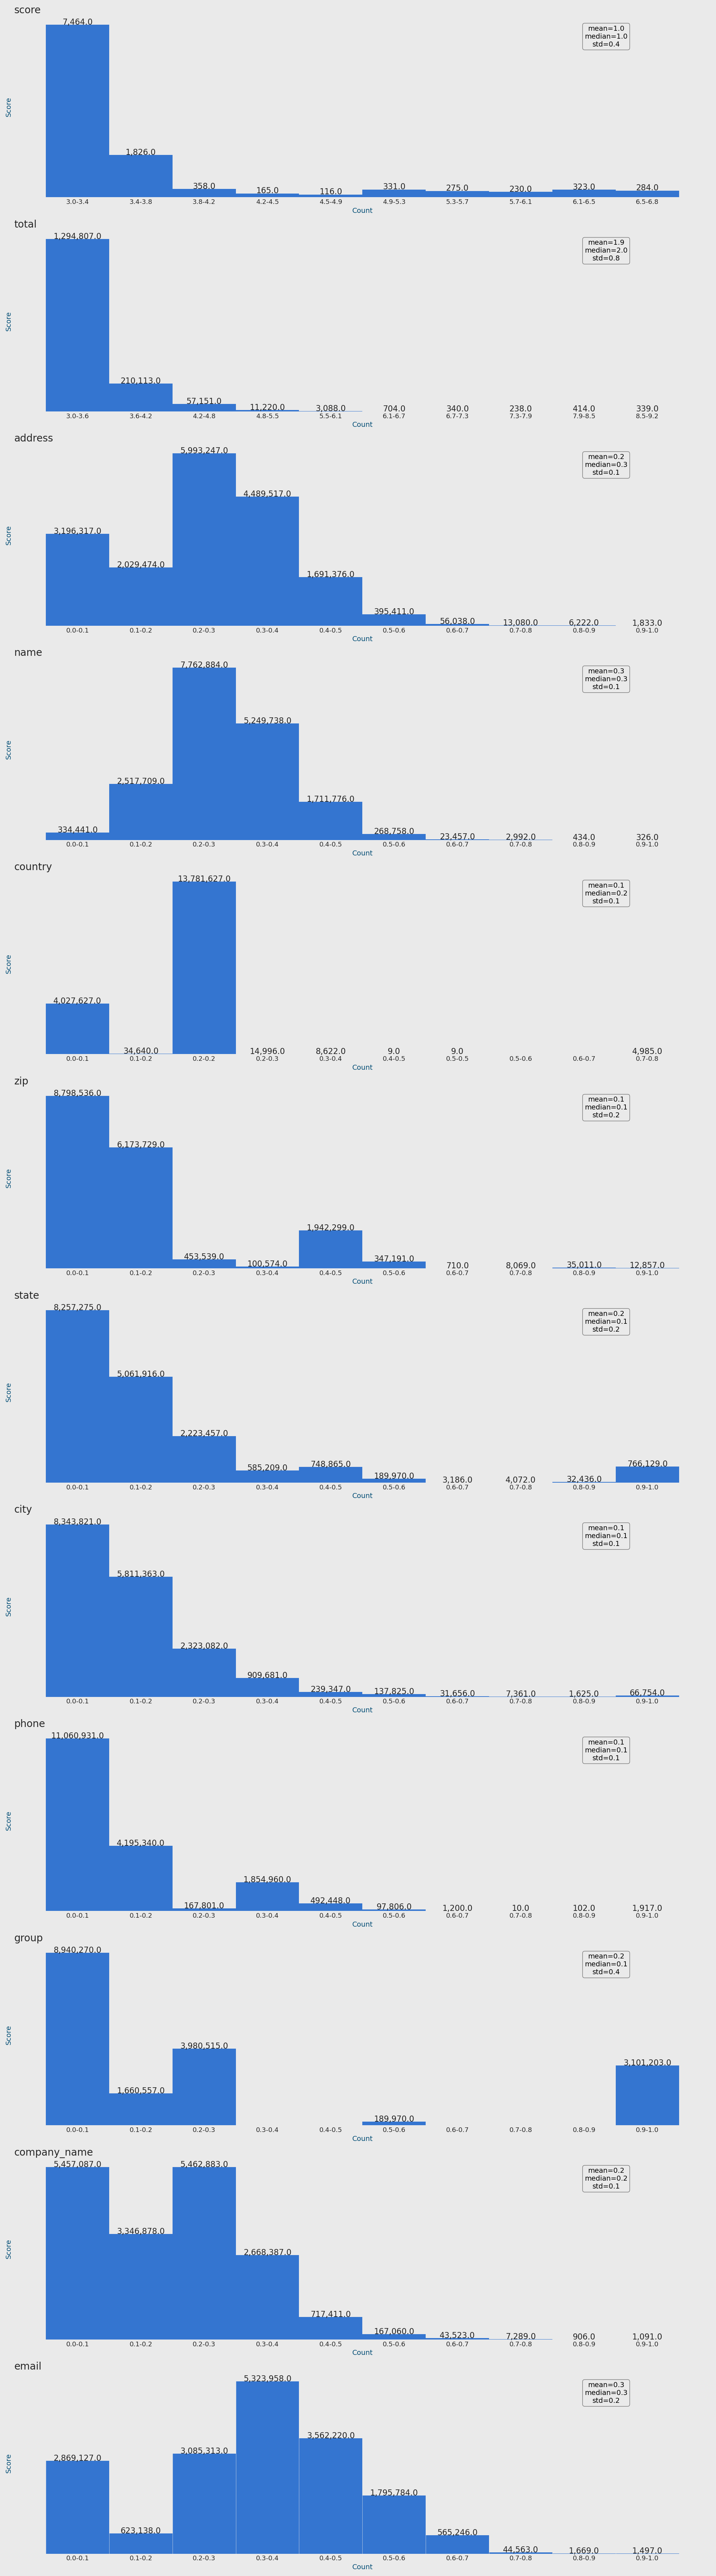 score
7,464.0
mean=1.0
median=1.0
std=0.4
Score
1,826.0
358.0 165.0 116.0 331.0 275.0 230.0 323.0 284.0
3.0-3.4 3.4-3.8 3.8-4.2 4.2-4.5 4.5-4.9 4.9-5.3 5.3-5.7 5.7-6.1 6.1-6.5 6.5-6.8
Count
total
1,294,807.0
mean=1.9
median=2.0
std=0.8
Score
210,113.0
57,151.0 11,220.0 3,088.0 704.0 340.0 238.0 414.0 339.0
3.0-3.6 3.6-4.2 4.2-4.8 4.8-5.5 5.5-6.1 6.1-6.7 6.7-7.3 7.3-7.9 7.9-8.5 8.5-9.2
Count
address
5,993,247.0
mean=0.2
median=0.3
std=0.1
4,489,517.0
Score
3,196,317.0
2,029,474.0
1,691,376.0
395,411.0
56,038.0 13,080.0 6,222.0 1,833.0
0.0-0.1 0.1-0.2 0.2-0.3 0.3-0.4 0.4-0.5 0.5-0.6 0.6-0.7 0.7-0.8 0.8-0.9 0.9-1.0
Count
name
7,762,884.0
mean=0.3
median=0.3
std=0.1
5,249,738.0
Score
2,517,709.0
1,711,776.0
334,441.0 268,758.0 23,457.0 2,992.0 434.0 326.0
0.0-0.1 0.1-0.2 0.2-0.3 0.3-0.4 0.4-0.5 0.5-0.6 0.6-0.7 0.7-0.8 0.8-0.9 0.9-1.0
Count
country
13,781,627.0
mean=0.1
median=0.2
std=0.1
Score
4,027,627.0
34,640.0 14,996.0 8,622.0 9.0 9.0 4,985.0
0.0-0.1 0.1-0.2 0.2-0.2 0.2-0.3 0.3-0.4 0.4-0.5 0.5-0.5 0.5-0.6 0.6-0.7 0.7-0.8
Count
zip
8,798,536.0
mean=0.1
median=0.1
std=0.2
6,173,729.0
Score
1,942,299.0
453,539.0 100,574.0 347,191.0 710.0 8,069.0 35,011.0 12,857.0
0.0-0.1 0.1-0.2 0.2-0.3 0.3-0.4 0.4-0.5 0.5-0.6 0.6-0.7 0.7-0.8 0.8-0.9 0.9-1.0
Count
state
8,257,275.0
mean=0.2
median=0.1
std=0.2
5,061,916.0
Score
2,223,457.0
585,209.0 748,865.0 189,970.0 3,186.0 4,072.0 32,436.0 766,129.0
0.0-0.1 0.1-0.2 0.2-0.3 0.3-0.4 0.4-0.5 0.5-0.6 0.6-0.7 0.7-0.8 0.8-0.9 0.9-1.0
Count
city
8,343,821.0
mean=0.1
median=0.1
std=0.1
5,811,363.0
Score
2,323,082.0
909,681.0
239,347.0 137,825.0 31,656.0 7,361.0 1,625.0 66,754.0
0.0-0.1 0.1-0.2 0.2-0.3 0.3-0.4 0.4-0.5 0.5-0.6 0.6-0.7 0.7-0.8 0.8-0.9 0.9-1.0
Count
phone
11,060,931.0
mean=0.1
median=0.1
std=0.1
Score
4,195,340.0
1,854,960.0
167,801.0 492,448.0 97,806.0 1,200.0 10.0 102.0 1,917.0
0.0-0.1 0.1-0.2 0.2-0.3 0.3-0.4 0.4-0.5 0.5-0.6 0.6-0.7 0.7-0.8 0.8-0.9 0.9-1.0
Count
group
8,940,270.0
mean=0.2
median=0.1
std=0.4
Score
3,980,515.0
3,101,203.0
1,660,557.0
189,970.0
0.0-0.1 0.1-0.2 0.2-0.3 0.3-0.4 0.4-0.5 0.5-0.6 0.6-0.7 0.7-0.8 0.8-0.9 0.9-1.0
Count
company_name
5,457,087.0 5,462,883.0
mean=0.2
median=0.2
std=0.1
3,346,878.0
Score
2,668,387.0
717,411.0
167,060.0 43,523.0 7,289.0 906.0 1,091.0
0.0-0.1 0.1-0.2 0.2-0.3 0.3-0.4 0.4-0.5 0.5-0.6 0.6-0.7 0.7-0.8 0.8-0.9 0.9-1.0
Count
email
5,323,958.0
mean=0.3
median=0.3
std=0.2
3,562,220.0
Score
2,869,127.0 3,085,313.0
1,795,784.0
623,138.0 565,246.0
44,563.0 1,669.0 1,497.0
0.0-0.1 0.1-0.2 0.2-0.3 0.3-0.4 0.4-0.5 0.5-0.6 0.6-0.7 0.7-0.8 0.8-0.9 0.9-1.0
Count